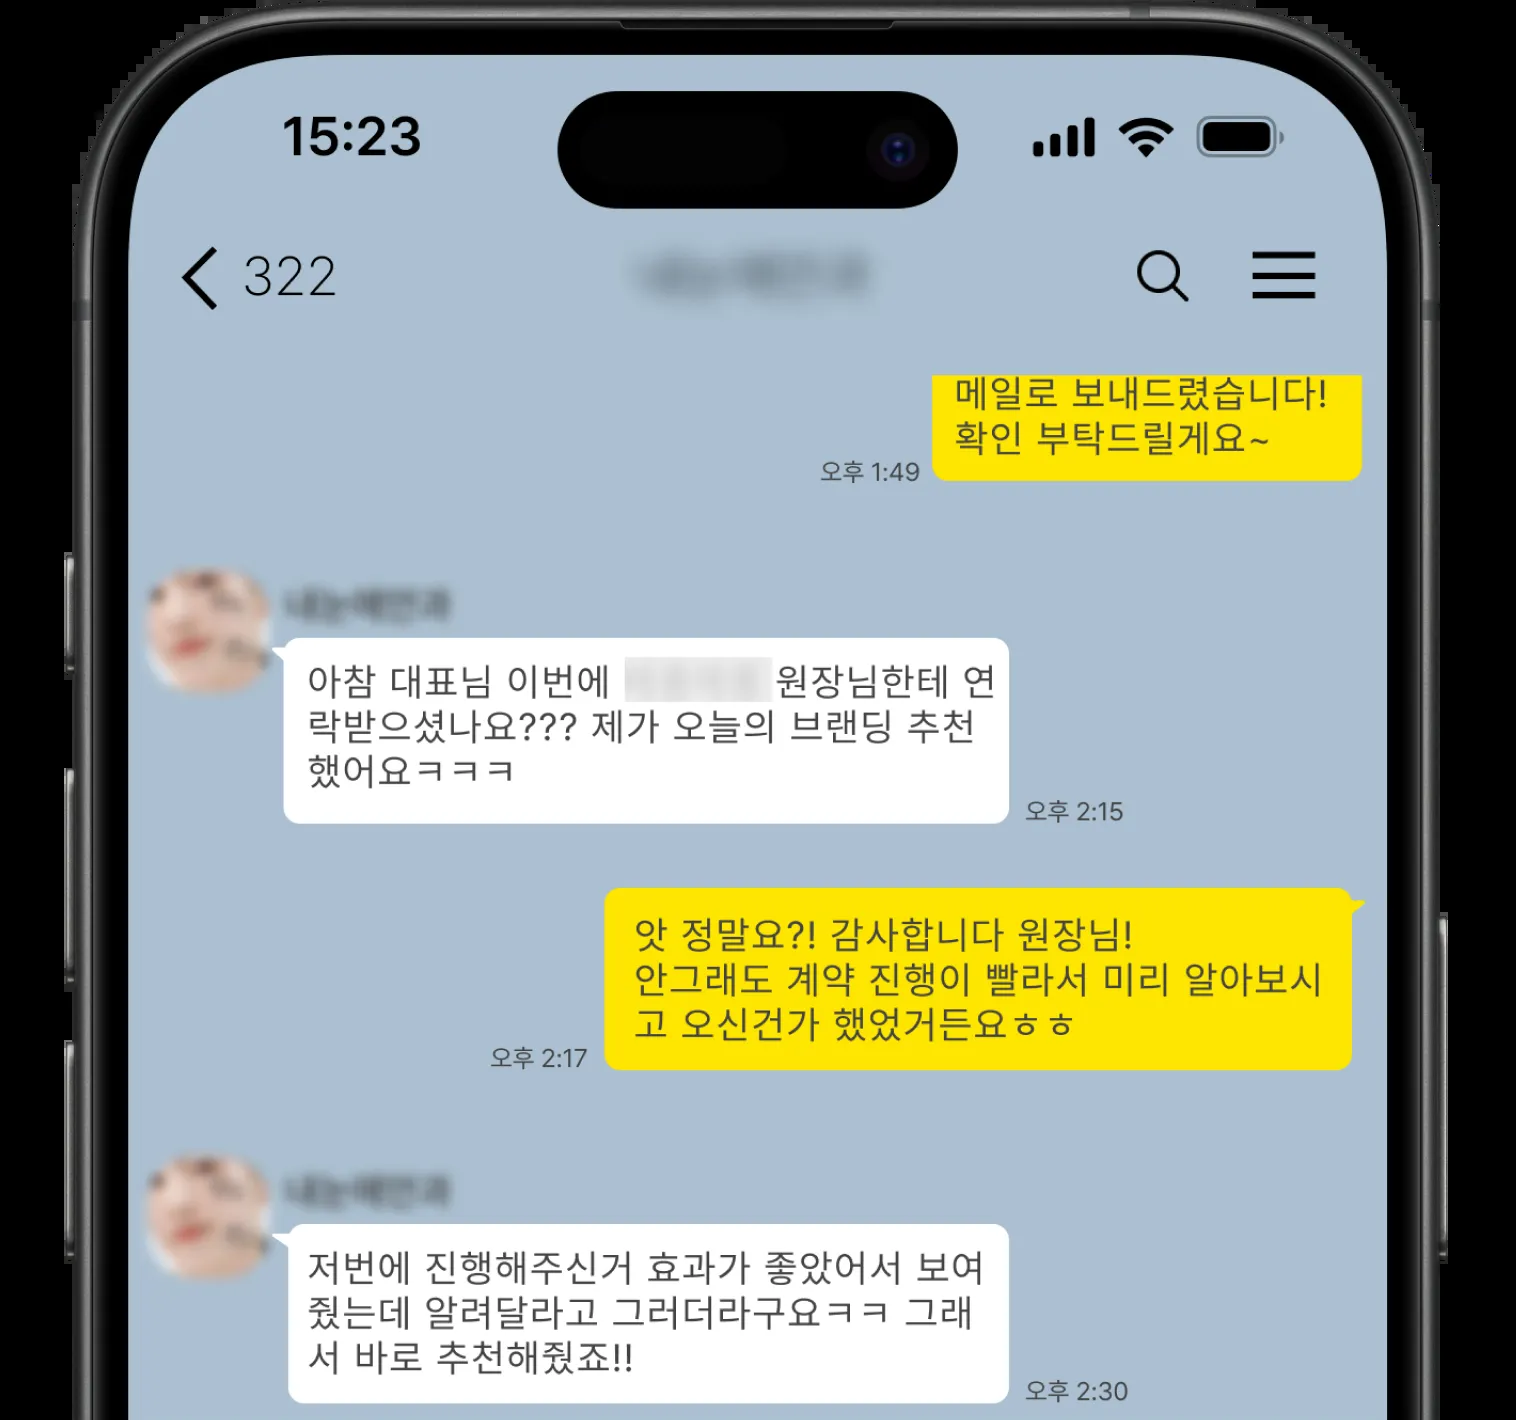 15:23
322
메일로 보내드렸습니다!
확인 부탁드릴게요~
오후 1:49
아참 대표님 이번에 원장님한테 연
락받으셨나요??? 제가 오늘의 브랜딩 추천
했어요ㅋㅋㅋ
오후 2:15
앗 정말요?! 감사합니다 원장님!
안그래도 계약 진행이 빨라서 미리 알아보시
고 오신건가 했었거든요ㅎㅎ
오후 2:17
저번에 진행해주신거 효과가 좋았어서 보여
줬는데 알려달라고 그러더라구요ㅋㅋ 그래
서 바로 추천해줬죠!!
오후 2:30